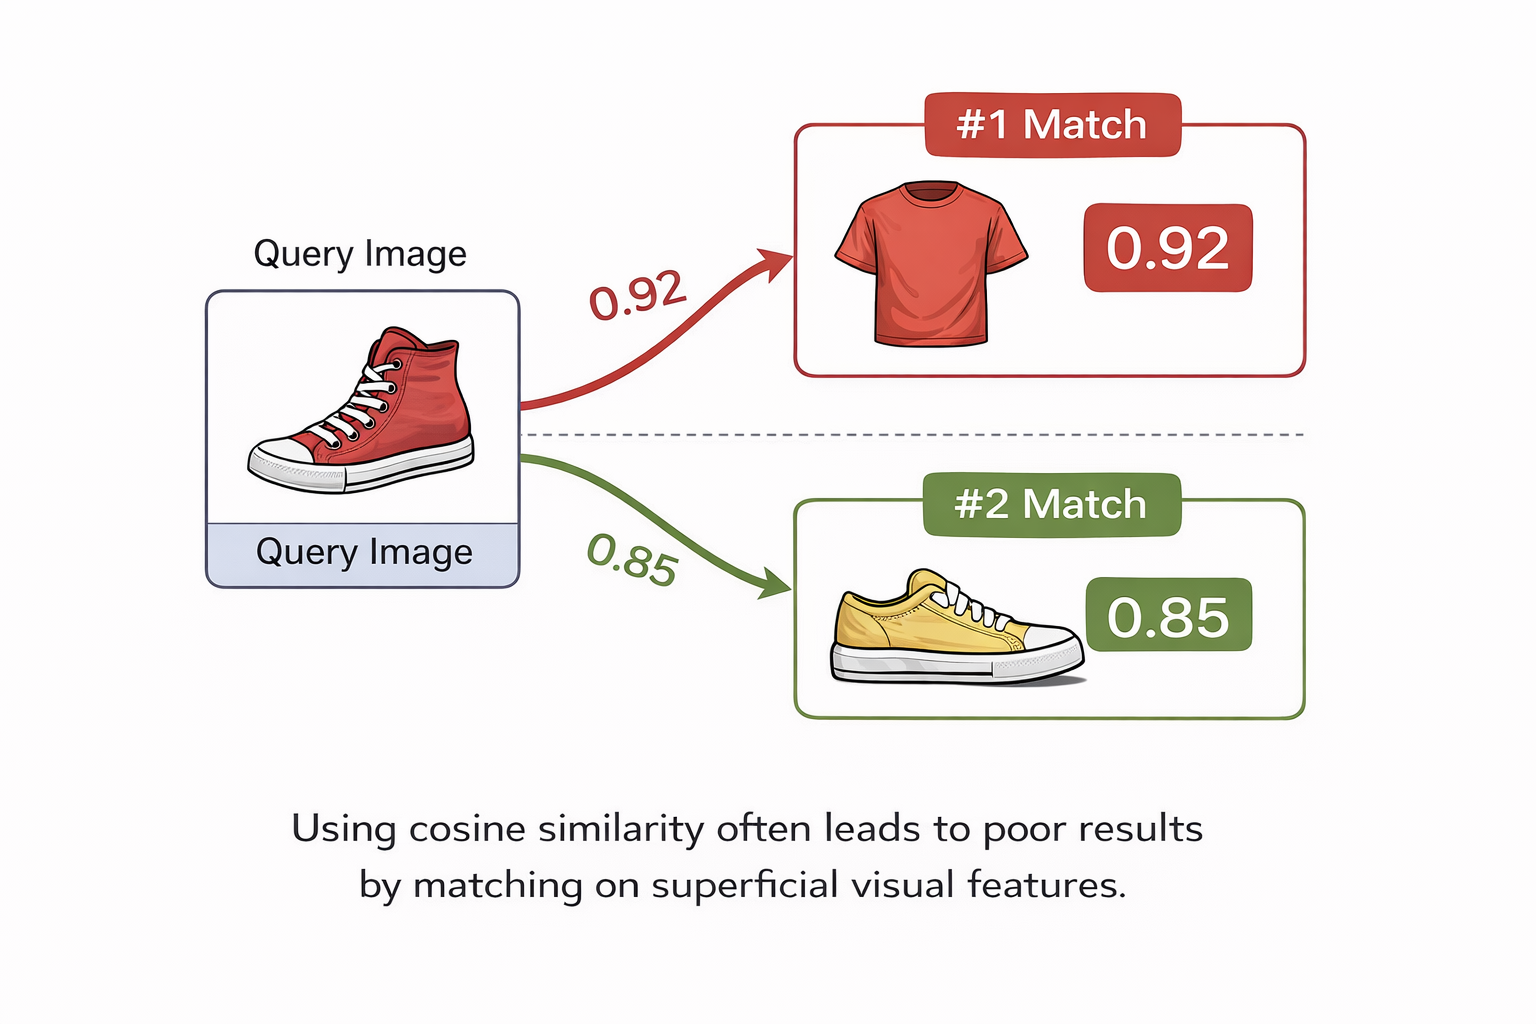 Query Image
Query Image
0.92
0.85
#1 Match
0.92
#2 Match
0.85
Using cosine similarity often leads to poor results
by matching on superficial visual features.